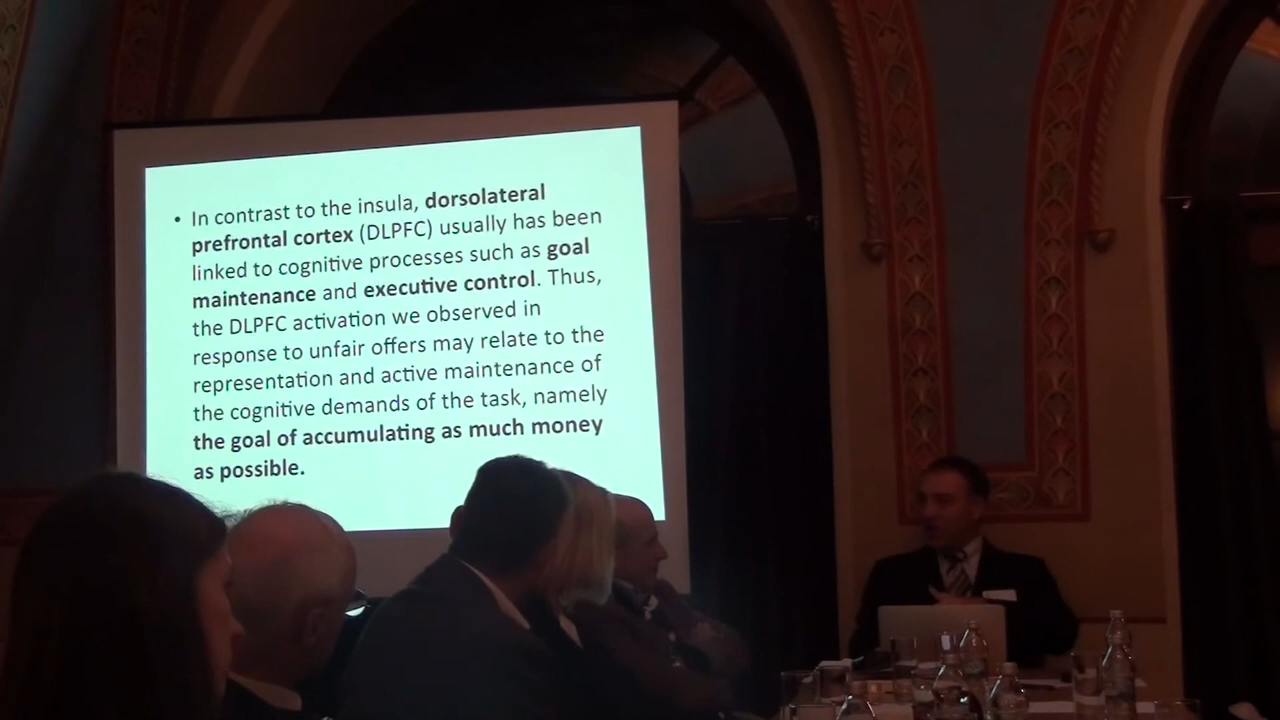 • In contrast to the insula, dorsolateral
prefrontal cortex (DLPFC) usually has been
linked to cognitive processes such as goal
maintenance and executive control. Thus,
the DLPFC activation we observed in
response to unfair offers may relate to the
representation and active maintenance of
the cognitive demands of the task, namely
the goal of accumulating as much money
as possible.